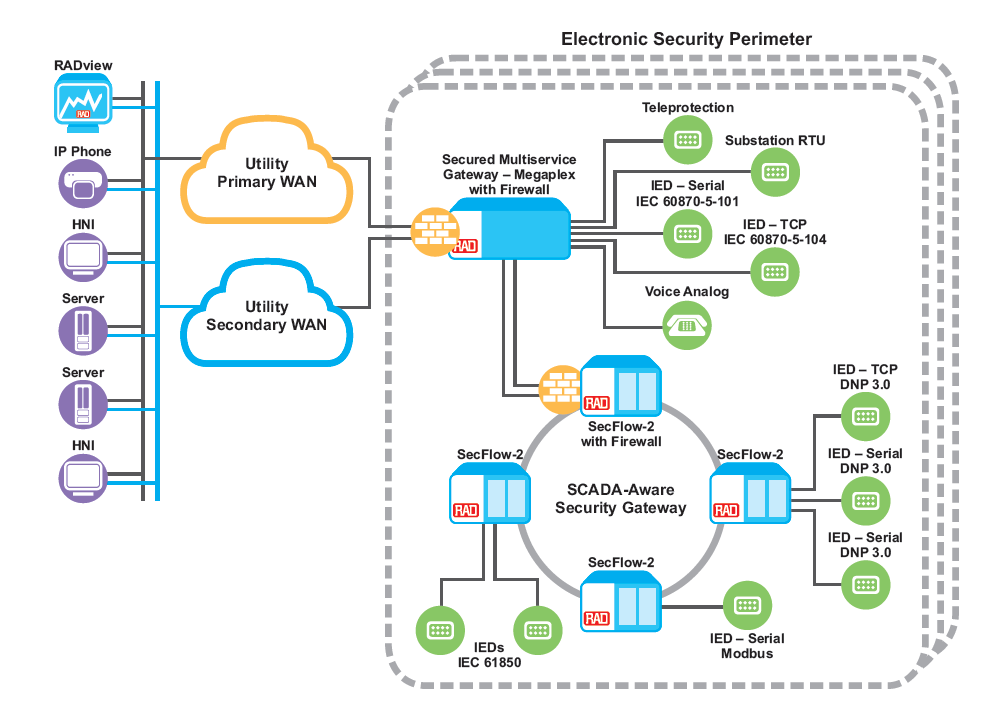 Electronic Security Perimeter
RADview
RAD
IP Phone
HNI
Server
Server
HNI
Utility
Primary WAN
Utility
Secondary WAN
Secured Multiservice
Gateway – Megaplex
with Firewall
RAD
Teleprotection
Substation RTU
IED – Serial
IEC 60870-5-101
IED – TCP
IEC 60870-5-104
Voice Analog
RAD
SecFlow-2
with Firewall
SecFlow-2
RAD
SCADA-Aware
Security Gateway
SecFlow-2
RAD
IED – TCP
DNP 3.0
IED – Serial
DNP 3.0
IED – Serial
DNP 3.0
SecFlow-2
RAD
IEDs
IEC 61850
IED – Serial
Modbus